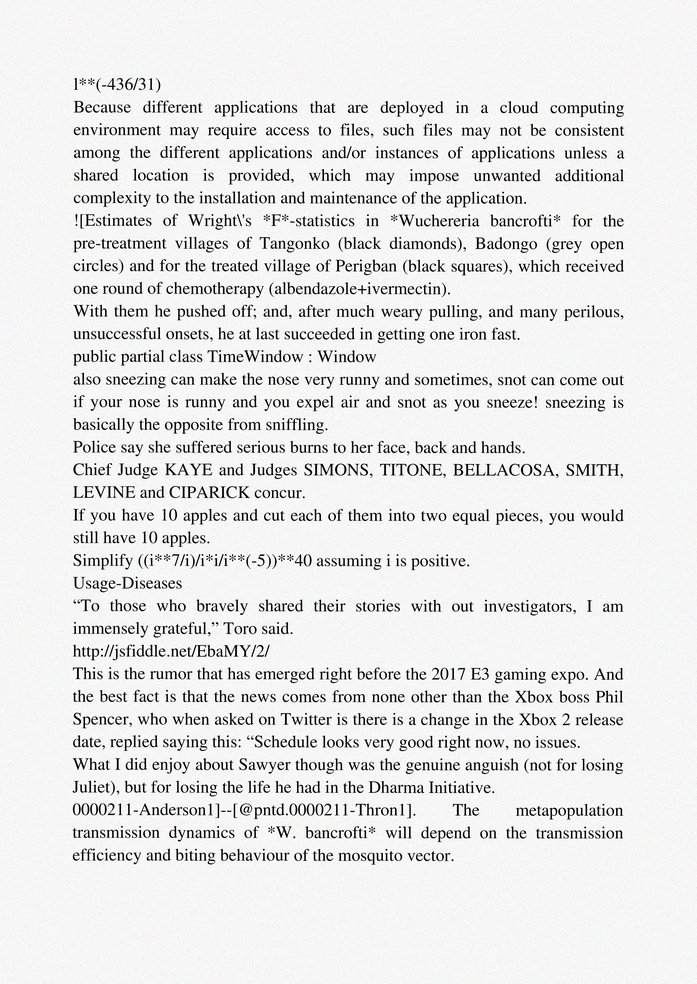 l**(-436/31)
Because different applications that are deployed in a cloud computing
environment may require access to files, such files may not be consistent
among the different applications and/or instances of applications unless a
shared location is provided, which may impose unwanted additional
complexity to the installation and maintenance of the application.
![Estimates of Wright\'s *F*-statistics in *Wuchereria bancrofti* for the
pre-treatment villages of Tangonko (black diamonds), Badongo (grey open
circles) and for the treated village of Perigban (black squares), which received
one round of chemotherapy (albendazole+ivermectin).
With them he pushed off; and, after much weary pulling, and many perilous,
unsuccessful onsets, he at last succeeded in getting one iron fast.
public partial class TimeWindow : Window
also sneezing can make the nose very runny and sometimes, snot can come out
if your nose is runny and you expel air and snot as you sneeze! sneezing is
basically the opposite from sniffling.
Police say she suffered serious burns to her face, back and hands.
Chief Judge KAYE and Judges SIMONS, TITONE, BELLACOSA, SMITH,
LEVINE and CIPARICK concur.
If you have 10 apples and cut each of them into two equal pieces, you would
still have 10 apples.
Simplify ((i**7/i)/i*i/i**(-5))**40 assuming i is positive.
Usage-Diseases
“To those who bravely shared their stories with out investigators, I am
immensely grateful,” Toro said.
http://jsfiddle.net/EbaMY/2/
This is the rumor that has emerged right before the 2017 E3 gaming expo. And
the best fact is that the news comes from none other than the Xbox boss Phil
Spencer, who when asked on Twitter is there is a change in the Xbox 2 release
date, replied saying this: “Schedule looks very good right now, no issues.
What I did enjoy about Sawyer though was the genuine anguish (not for losing
Juliet), but for losing the life he had in the Dharma Initiative.
0000211-Anderson1]--[@pntd.0000211-Thron1]. The metapopulation
transmission dynamics of *W. bancrofti* will depend on the transmission
efficiency and biting behaviour of the mosquito vector.